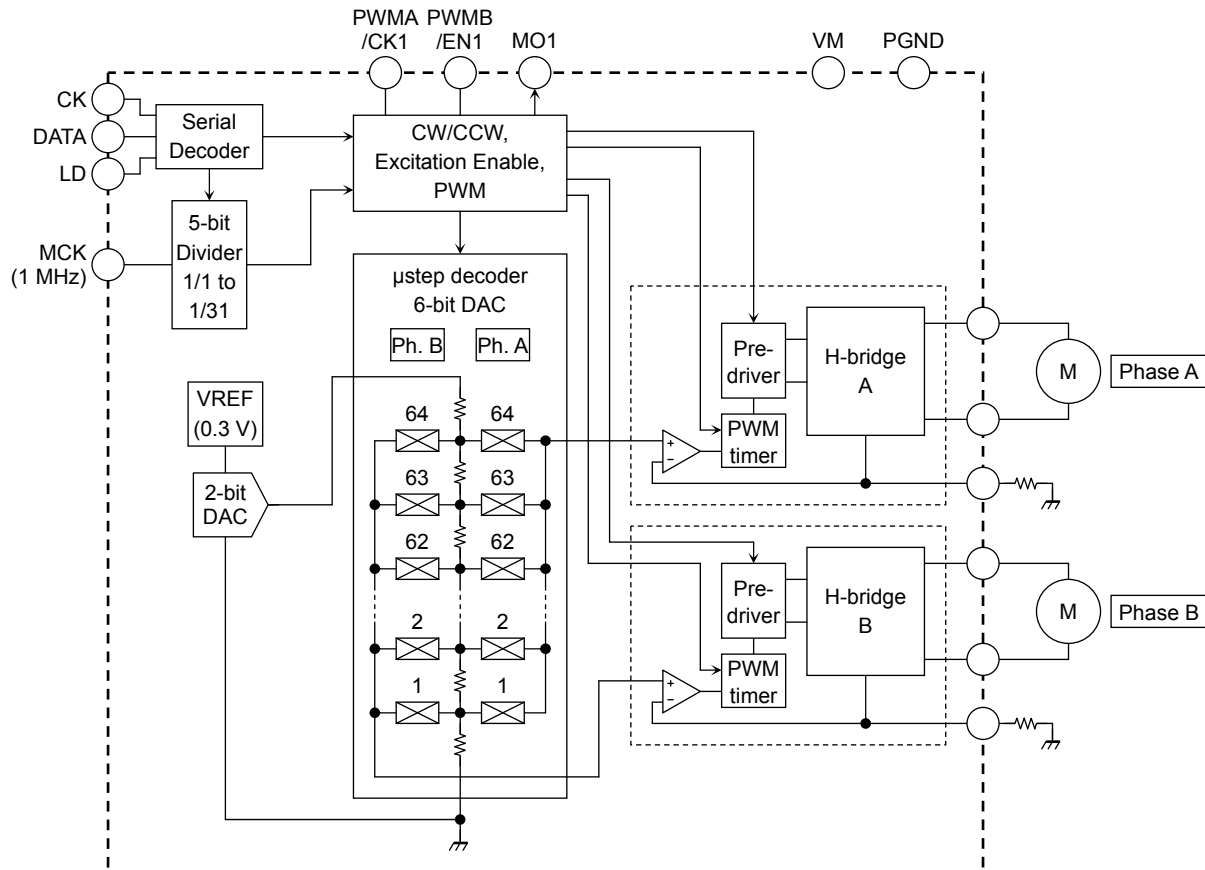 PWMA
/CK1
PWMB
/EN1
MO1
VM
PGND
CK
DATA
LD
Serial
Decoder
CW/CCW,
Excitation Enable,
PWM
MCK
(1 MHz)
5-bit
Divider
1/1 to
1/31
µstep decoder
6-bit DAC
Ph. B
Ph. A
VREF
(0.3 V)
2-bit
DAC
64
64
63
63
62
62
2
2
1
1
Pre-
driver
H-bridge
A
PWM
timer
+
−
M
Phase A
Pre-
driver
H-bridge
B
PWM
timer
+
−
M
Phase B